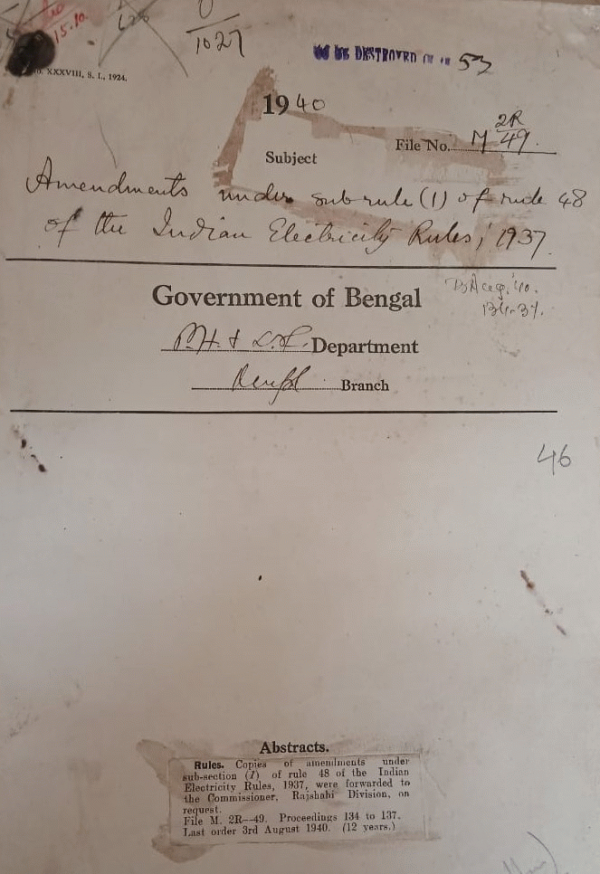 U
1027
15.10.
XXXVIII, S. I., 1924.
BE DESTROYED 53
1940
File No. M 2R/49.
Subject
Amendments under sub rule (1) of rule 48
of the Indian Electricity Rules, 1937.
Government of Bengal
Department
Branch
46
Abstracts.
Rules. Copies of amendments under
sub-section (1) of rule 48 of the Indian
Electricity Rules, 1937, were forwarded to
the Commissioner, Rajshahi Division, on
request.
File M. 2R—49. Proceedings 134 to 137.
Last order 3rd August 1940. (12 years.)